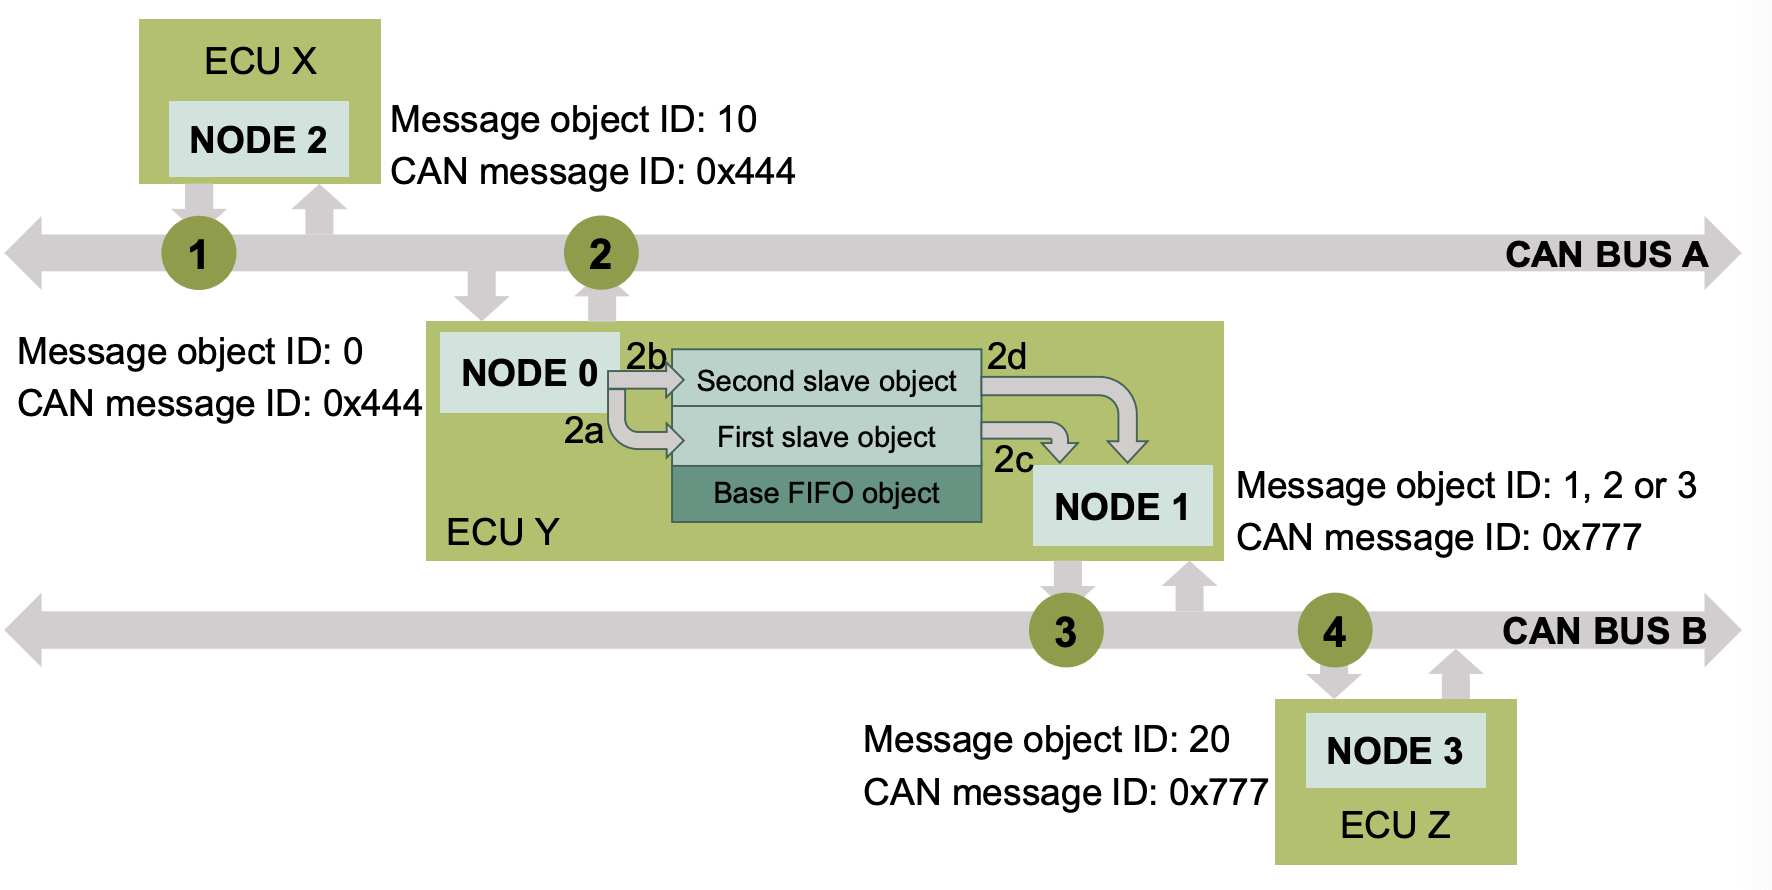 ECU X
NODE 2
Message object ID: 10
CAN message ID: 0x444
1
2
CAN BUS A
Message object ID: 0
CAN message ID: 0x444
NODE 0
2b
2a
Second slave object
First slave object
Base FIFO object
2d
2c
NODE 1
ECU Y
Message object ID: 1, 2 or 3
CAN message ID: 0x777
3
4
CAN BUS B
Message object ID: 20
CAN message ID: 0x777
NODE 3
ECU Z